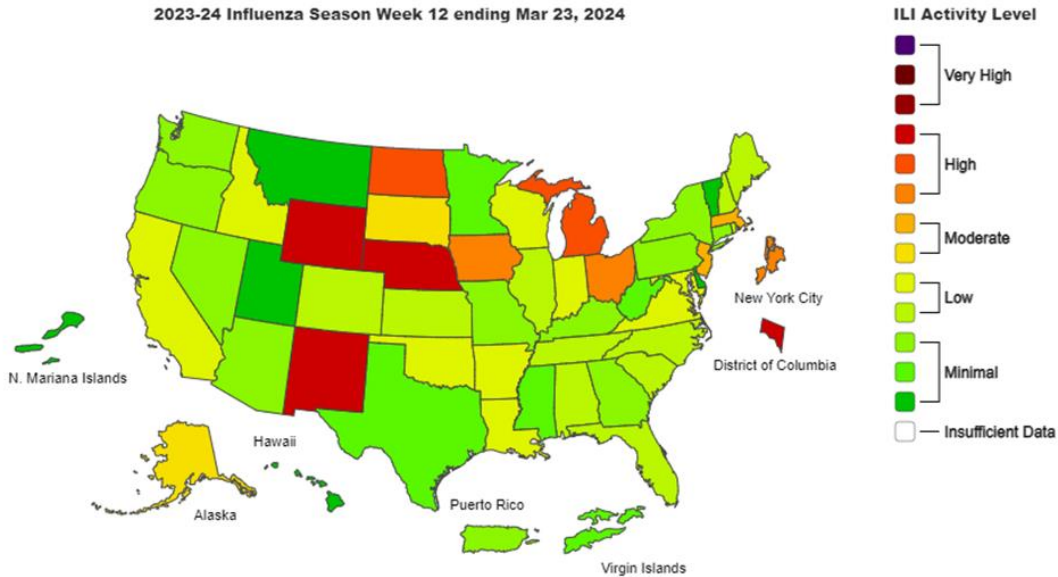 2023-24 Influenza Season Week 12 ending Mar 23, 2024
ILI Activity Level
Very High
High
Moderate
Low
Minimal
Insufficient Data
New York City
District of Columbia
N. Mariana Islands
Hawaii
Alaska
Puerto Rico
Virgin Islands